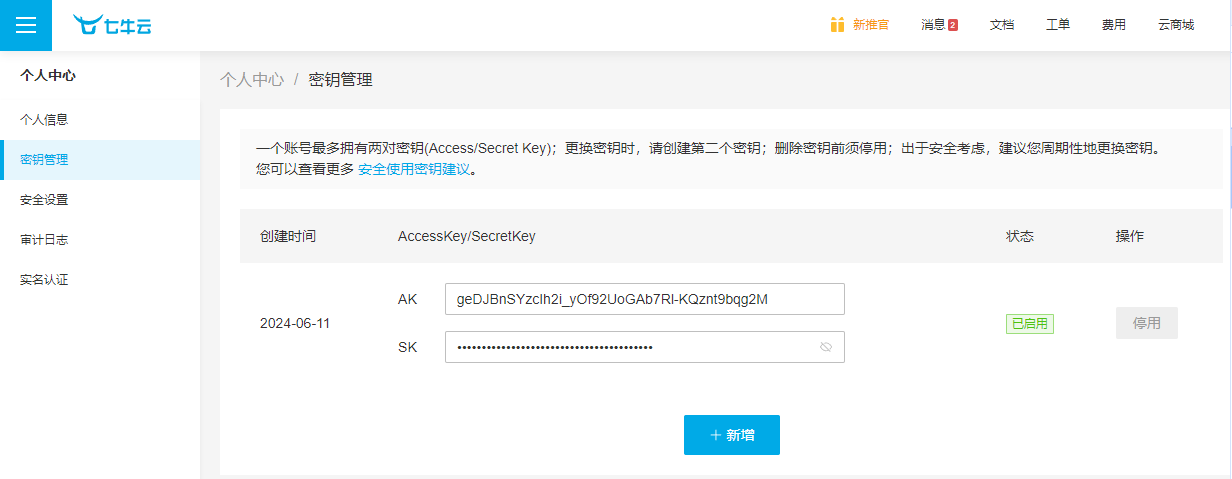 七牛云
新推官
消息 2
文档
工单
费用
云商城
个人中心
个人信息
密钥管理
安全设置
审计日志
实名认证
个人中心 / 密钥管理
一个账号最多拥有两对密钥(Access/Secret Key)；更换密钥时，请创建第二个密钥；删除密钥前须停用；出于安全考虑，建议您周期性地更换密钥。
您可以查看更多 安全使用密钥建议。
创建时间 AccessKey/SecretKey 状态 操作
AK geDJBnSYzcIh2i_yOf92UoGAb7Rl-KQznt9bqg2M
2024-06-11 已启用 停用
SK ••••••••••••••••••••••••••••••••••••••••
+ 新增